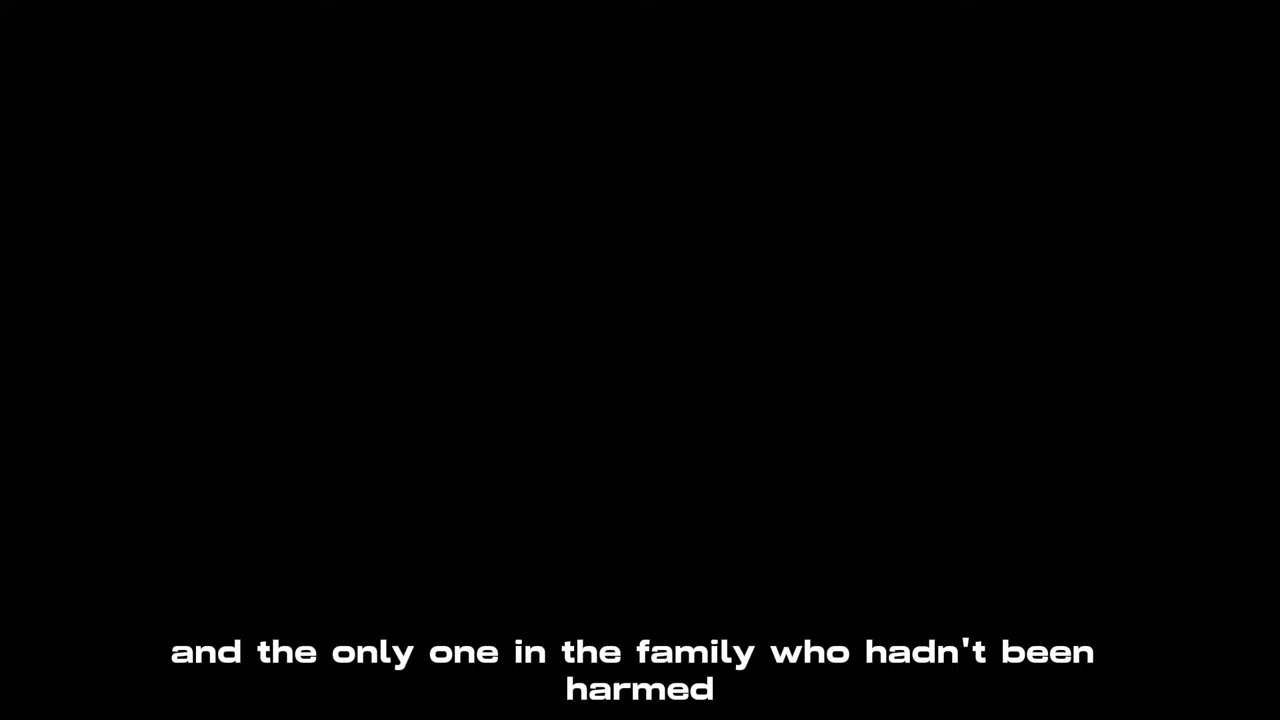 and the only one in the family who hadn't been
harmed